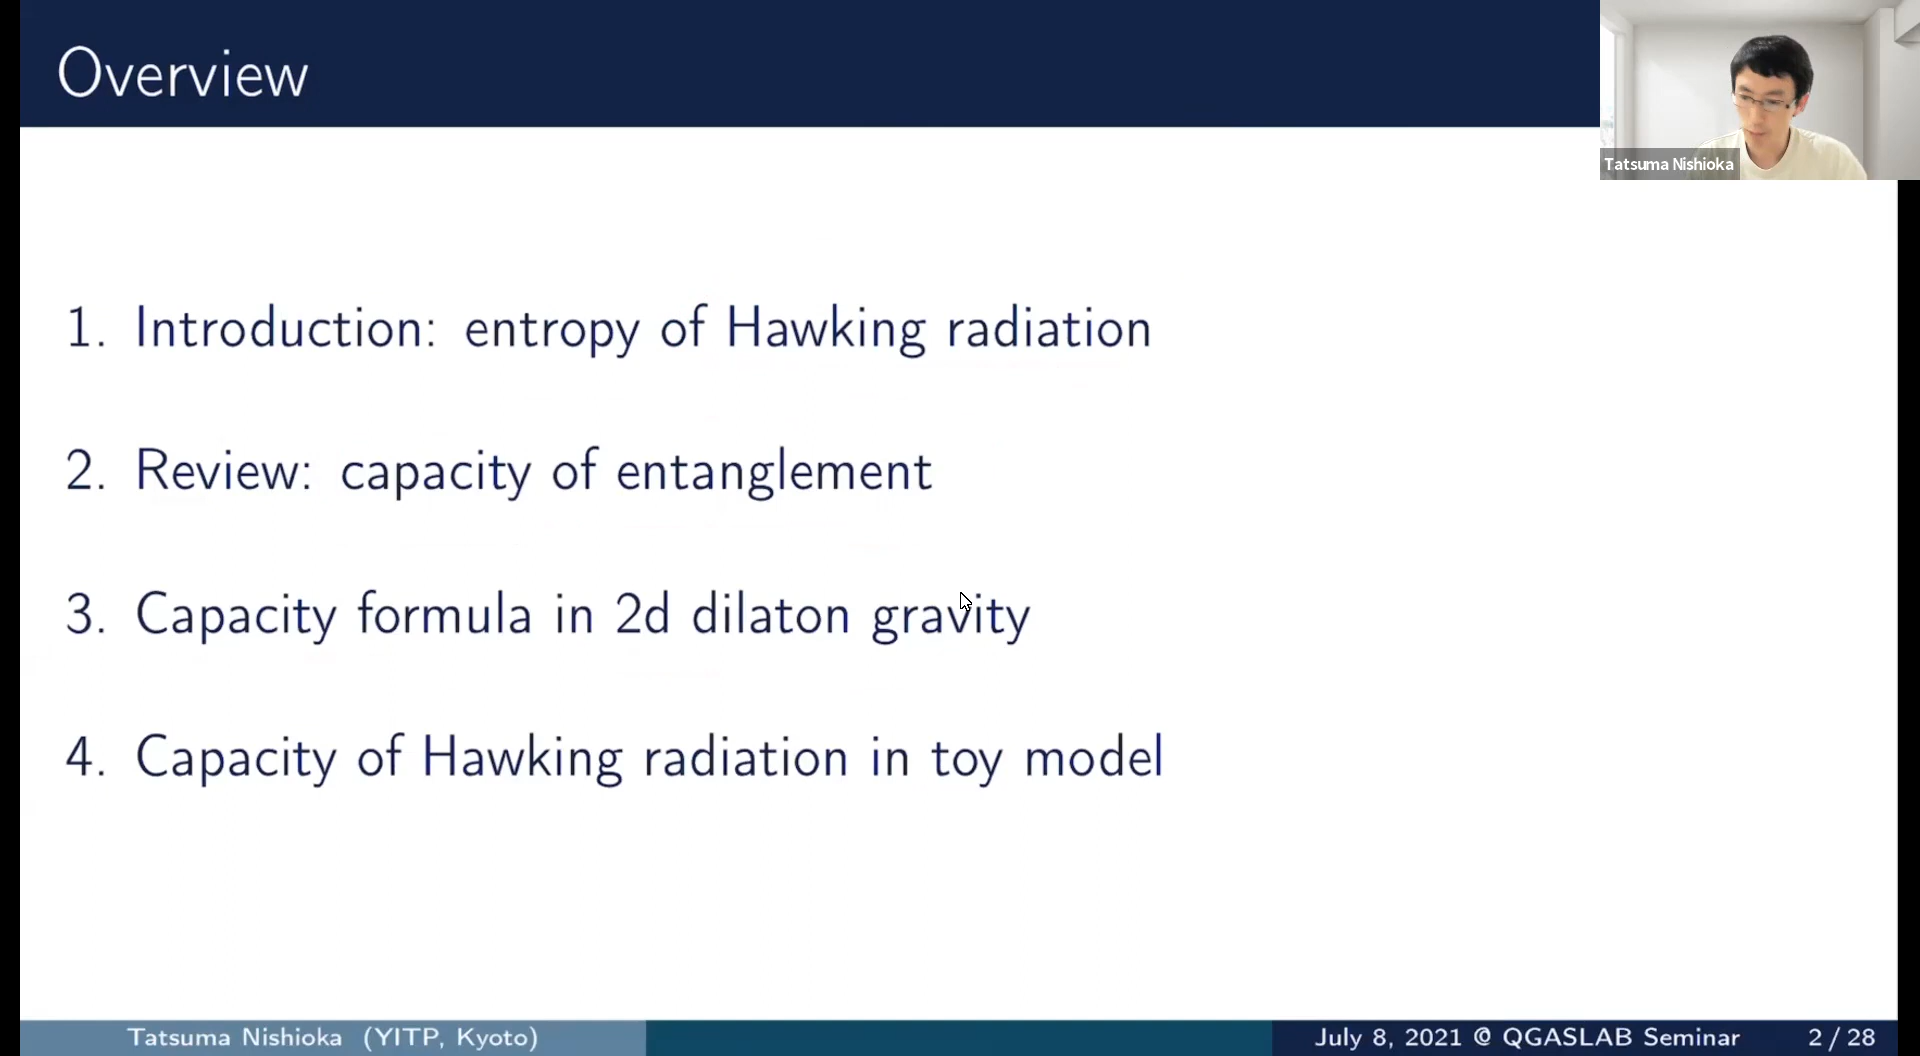 Overview
Tatsuma Nishioka
1. Introduction: entropy of Hawking radiation
2. Review: capacity of entanglement
3. Capacity formula in 2d dilaton gravity
4. Capacity of Hawking radiation in toy model
Tatsuma Nishioka (YITP, Kyoto)
July 8, 2021 @ QGASLAB Seminar 2 / 28